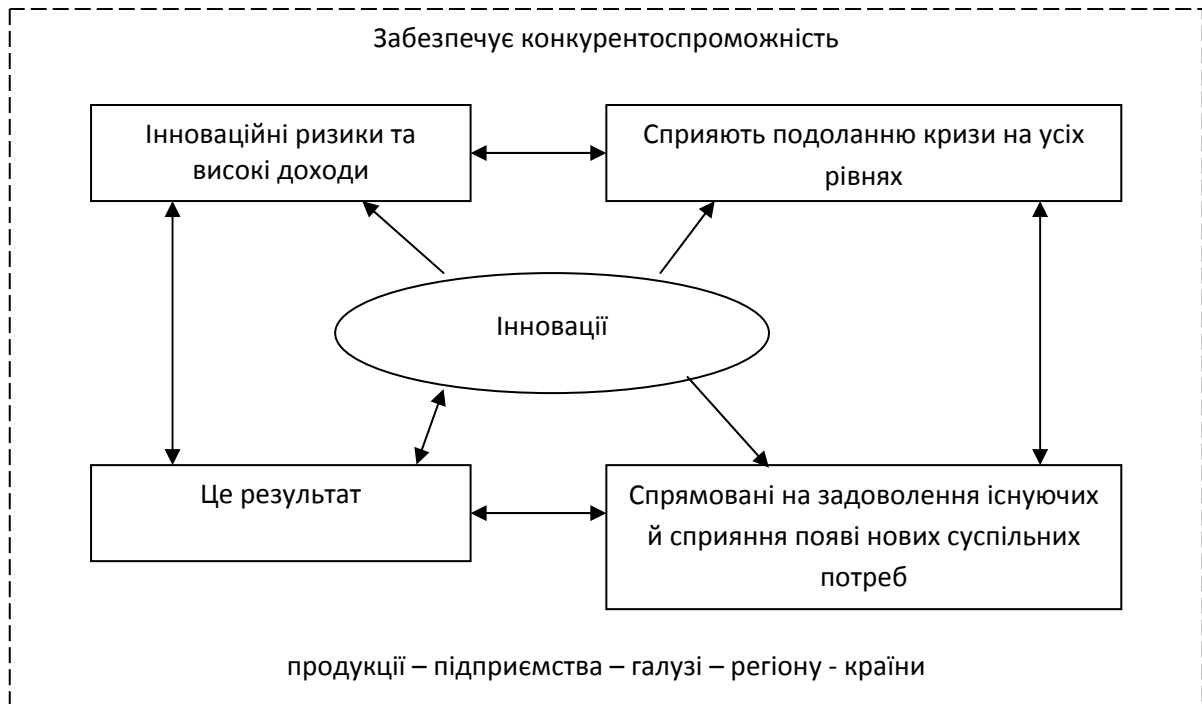 Забезпечує конкурентоспроможність
Інноваційні ризики та
високі доходи
Сприяють подоланню кризи на усіх
рівнях
Інновації
Це результат
Спрямовані на задоволення існуючих
й сприяння появі нових суспільних
потреб
продукції – підприємства – галузі – регіону - країни